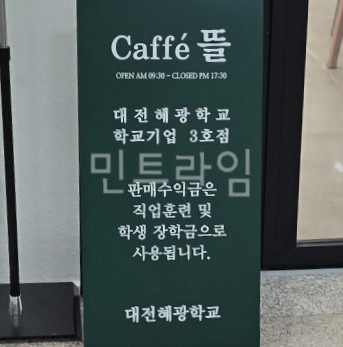 Caffé 뜰
OPEN AM 09:30 - CLOSED PM 17:30
대전혜광학교
학교기업 3호점
민트라임
판매수익금은
직업훈련 및
학생 장학금으로
사용됩니다.
대전혜광학교